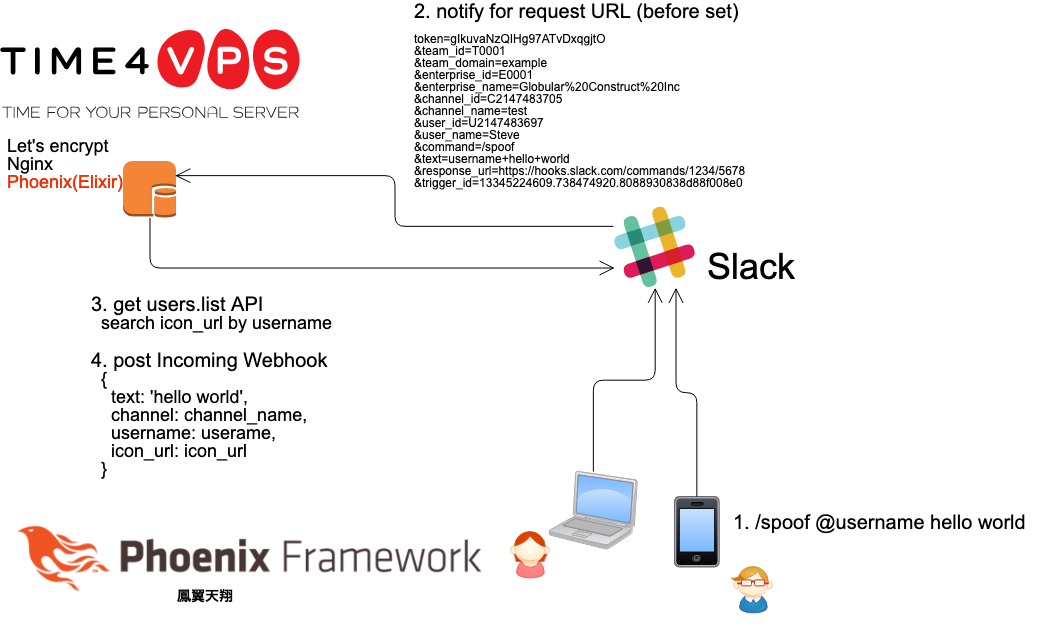 2. notify for request URL (before set)
token=gIkuvaNzQIHg97ATvDxqgjtO
&team_id=T0001
&team_domain=example
&enterprise_id=E0001
&enterprise_name=Globular%20Construct%20Inc
&channel_id=C2147483705
&channel_name=test
&user_id=U2147483697
&user_name=Steve
&command=/spoof
&text=username+hello+world
&response_url=https://hooks.slack.com/commands/1234/5678
&trigger_id=13345224609.738474920.8088930838d88f008e0
TIME4VPS
TIME FOR YOUR PERSONAL SERVER
Let's encrypt
Nginx
Phoenix(Elixir)
Slack
3. get users.list API
search icon_url by username
4. post Incoming Webhook
{
text: 'hello world',
channel: channel_name,
username: userame,
icon_url: icon_url
}
1. /spoof @username hello world
Phoenix Framework
鳳翼天翔